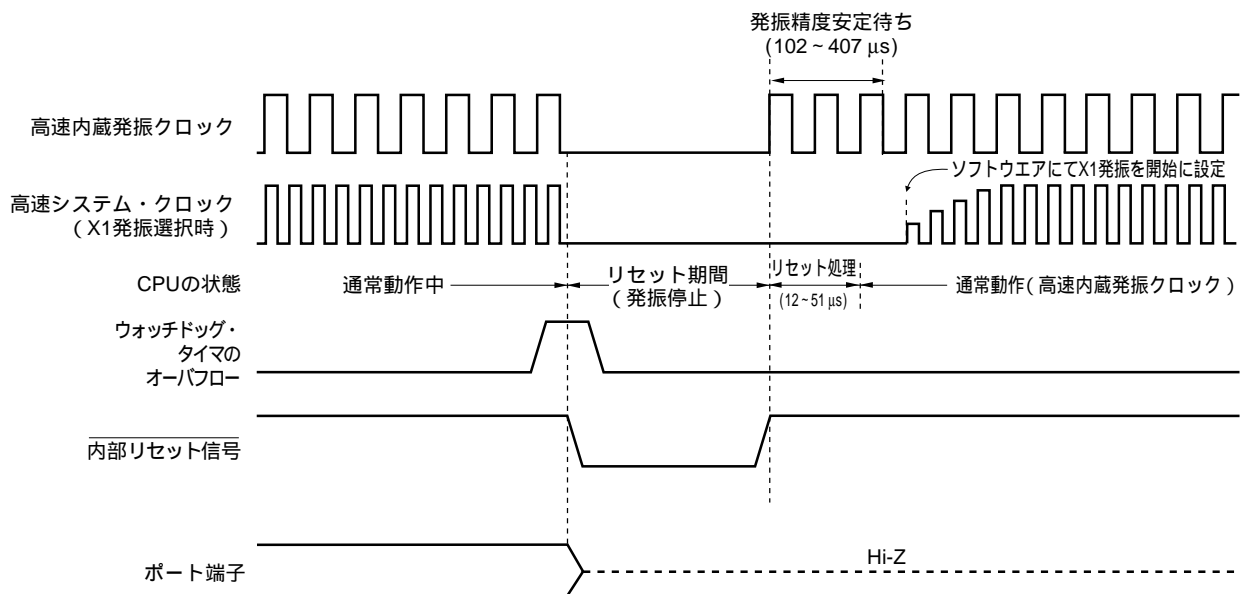 発振精度安定待ち
(102 ~ 407 μs)
高速内蔵発振クロック
ソフトウエアにてX1発振を開始に設定
高速システム・クロック
(X1発振選択時)
CPUの状態
通常動作中
リセット期間
(発振停止)
リセット処理
(12~51 μs)
通常動作(高速内蔵発振クロック)
ウォッチドッグ・
タイマの
オーバフロー
内部リセット信号
ポート端子
Hi-Z